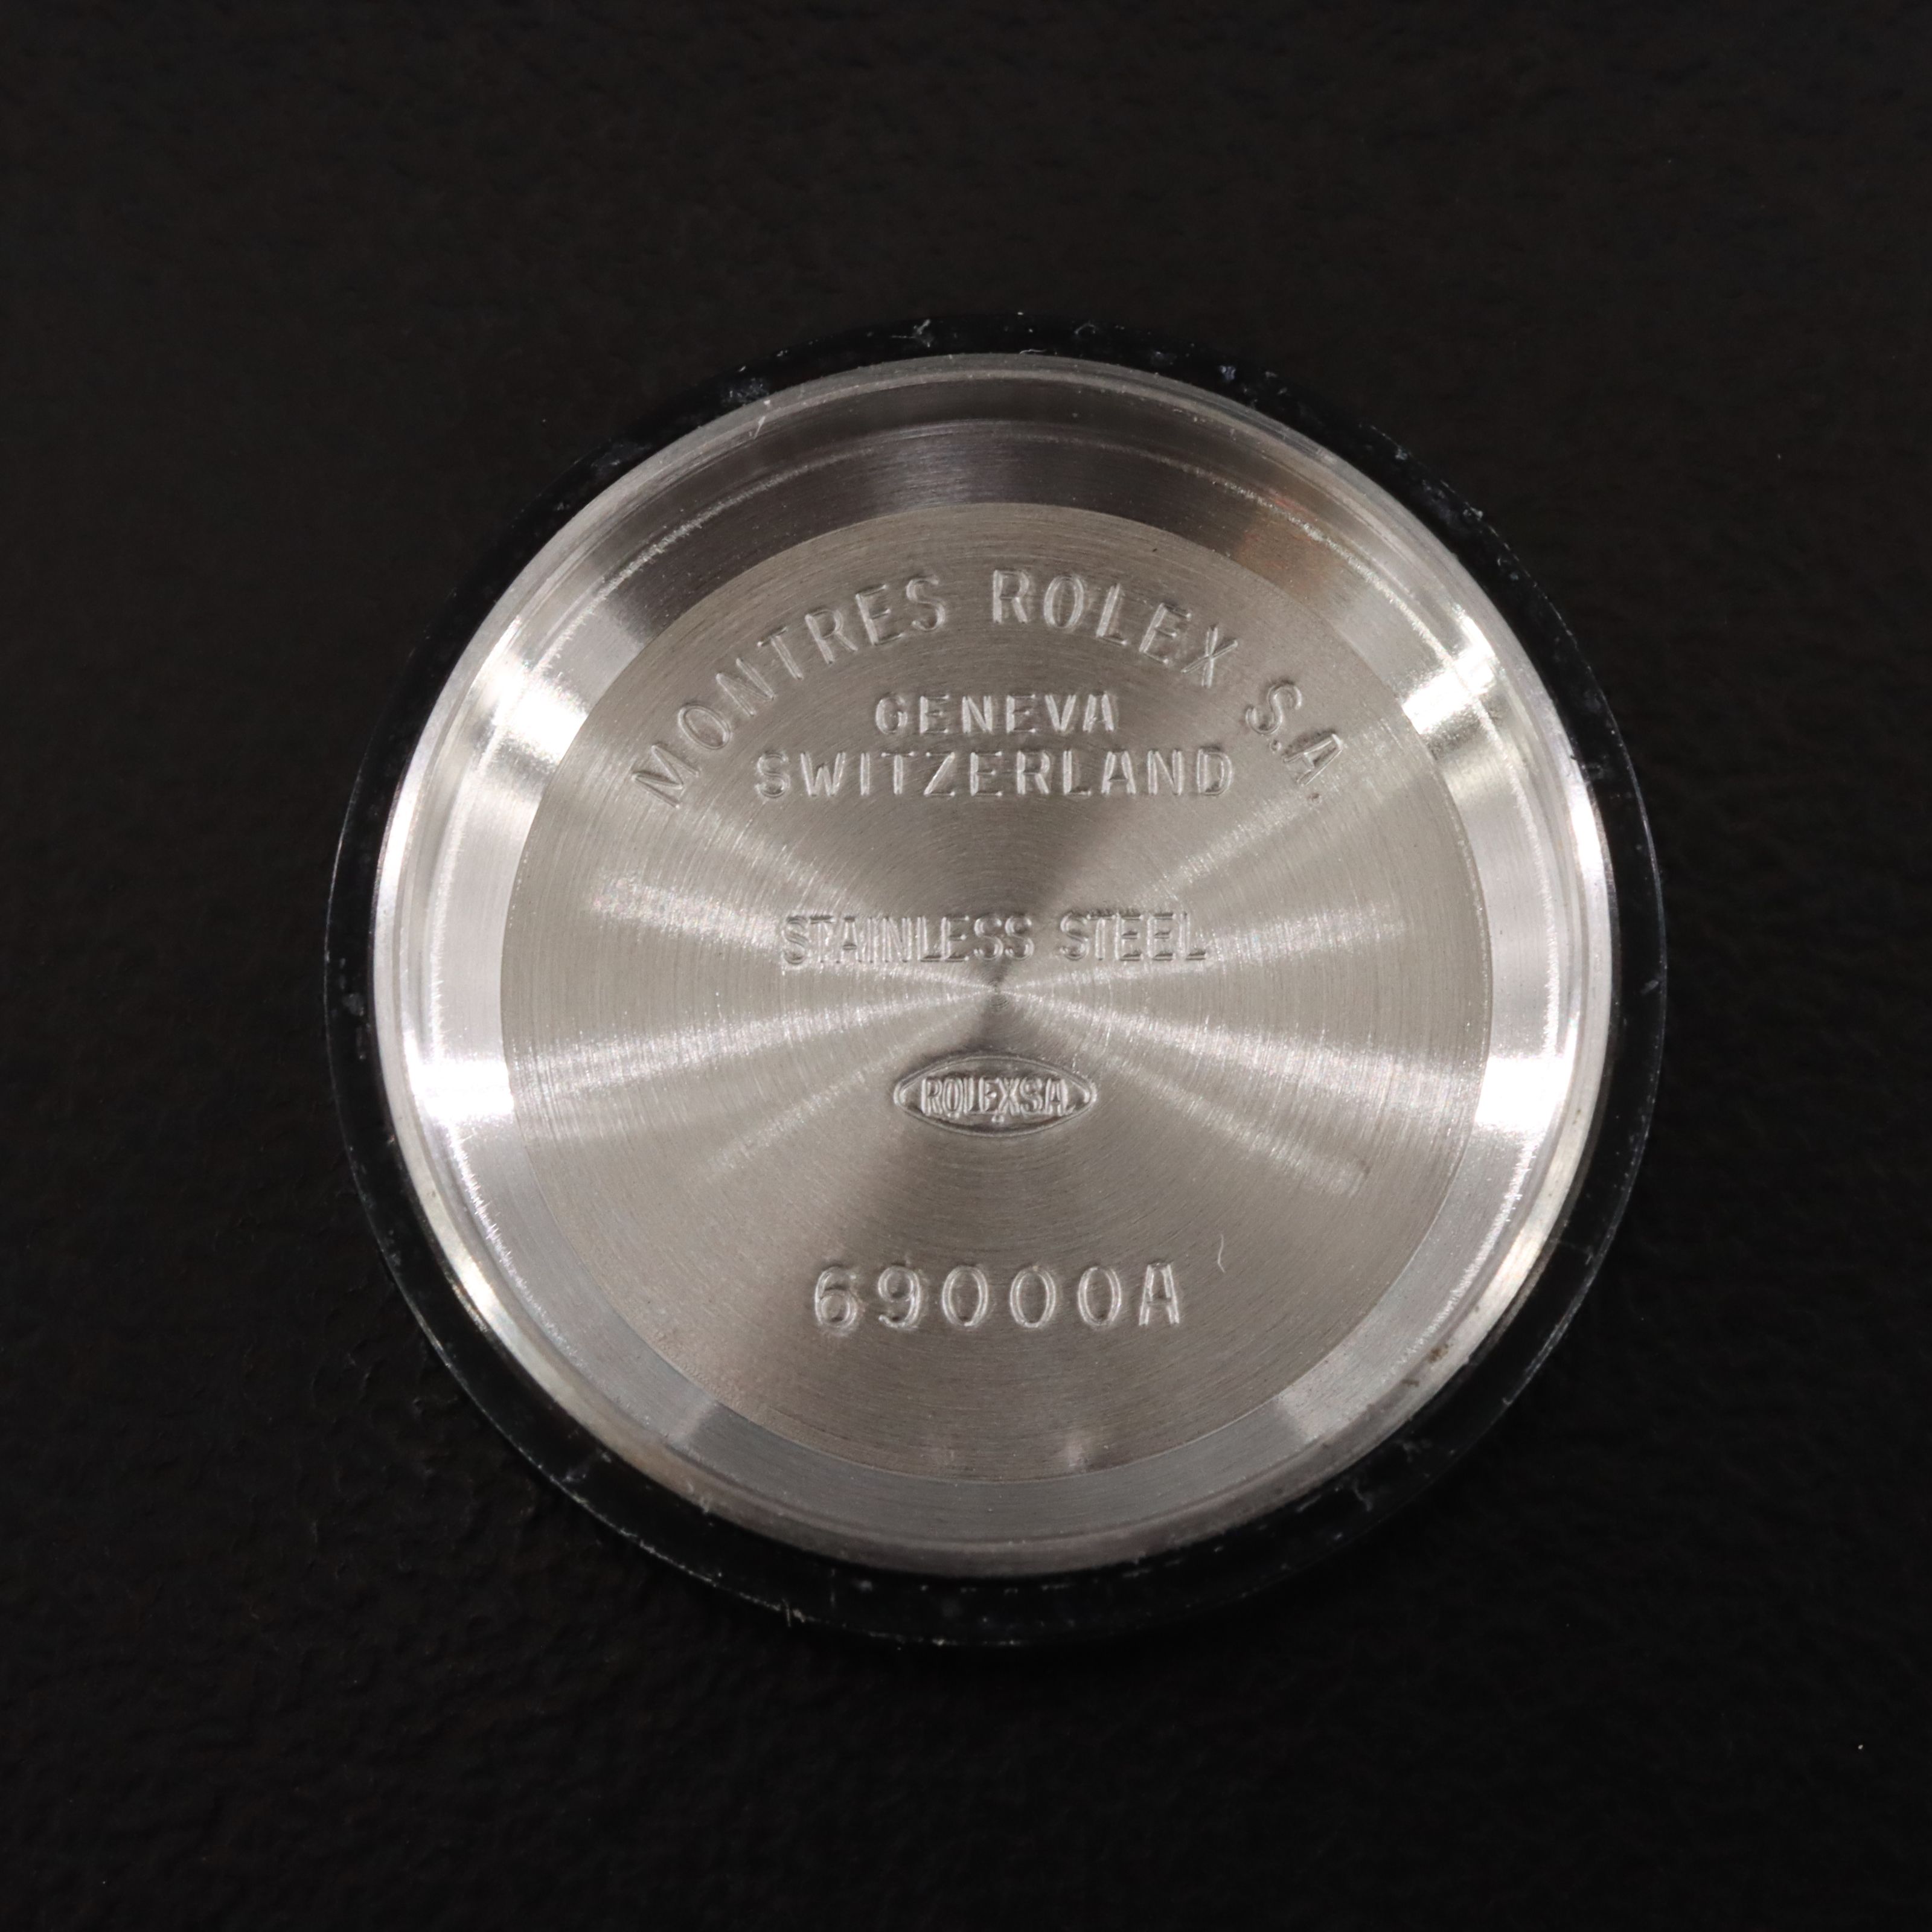 MONTRES ROLEX S.A.
GENEVA
SWITZERLAND
STAINLESS STEEL
ROLEXSA
69000A